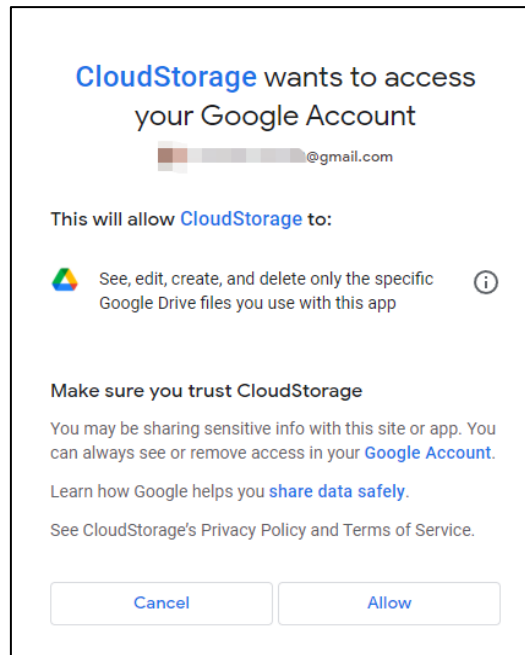 CloudStorage wants to access
your Google Account
@gmail.com
This will allow CloudStorage to:
See, edit, create, and delete only the specific
Google Drive files you use with this app
Make sure you trust CloudStorage
You may be sharing sensitive info with this site or app. You
can always see or remove access in your Google Account.
Learn how Google helps you share data safely.
See CloudStorage's Privacy Policy and Terms of Service.
Cancel
Allow